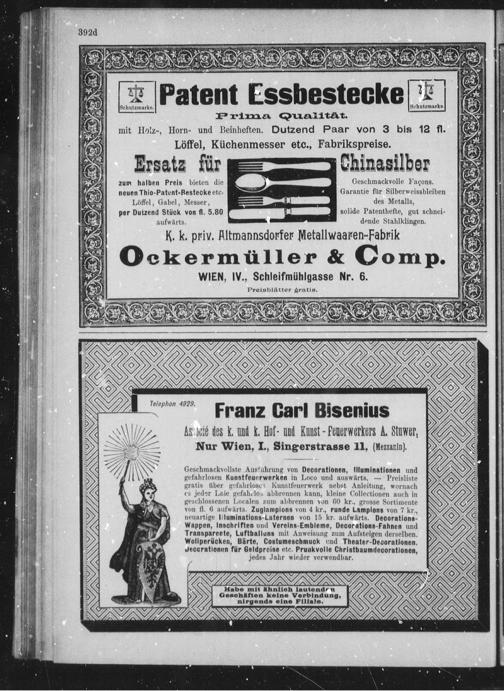 392d
Patent Essbestecke
Schutzmarke.
Schutzmarke.
Prima Qualität.
mit Holz-, Horn- und Beinheften. Dutzend Paar von 3 bis 12 fl.
Löffel, Küchenmesser etc., Fabrikspreise.
Ersatz für Chinasilber
zum halben Preis bieten die
neuen Thio-Patent-Bestecke etc.
Löffel, Gabel, Messer,
per Dutzend Stück von fl. 5.80
aufwärts.
Geschmackvolle Façons.
Garantie für Silberweissbleiben
des Metalls,
solide Patenthefte, gut schnei-
dende Stahlklingen.
K. k. priv. Altmannsdorfer Metallwaaren-Fabrik
Ockermüller & Comp.
WIEN, IV., Schleifmühlgasse Nr. 6.
Preisblätter gratis.
Telephon 4929.
Franz Carl Bisenius
Associé des k. und k. Hof- und Kunst-Feuerwerkers A. Stuwer,
Nur Wien, I., Singerstrasse 11, (Mezzanin).
Geschmackvollste Ausführung von Decorationen, Illuminationen und
gefahrlosen Kunstfeuerwerken in Loco und auswärts, — Preisliste
gratis über gefahrloses Kunstfeuerwerk nebst Anleitung, wornach
es jeder Laie gefahrlos abbrennen kann, kleine Collectionen auch in
geschlossenen Localen zum abbrennen von 60 kr., grosse Sortimente
von fl. 6 aufwärts. Zuglampions von 4 kr., runde Lampions von 7 kr.,
neuartige Illuminations-Laternen von 15 kr. aufwärts. Decorations-
Wappen, Inschriften und Vereins-Embleme, Decorations-Fahnen und
Transparente, Luftballons mit Anweisung zum Aufsteigen derselben.
Wollperücken, Bärte, Costumeschmuck und Theater-Decorationen.
Decorationen für Geldpreise etc. Prunkvolle Christbaumdecorationen,
jedes Jahr wieder verwendbar.
Habe mit ähnlich lautenden
Geschäften keine Verbindung,
nirgends eine Filiale.